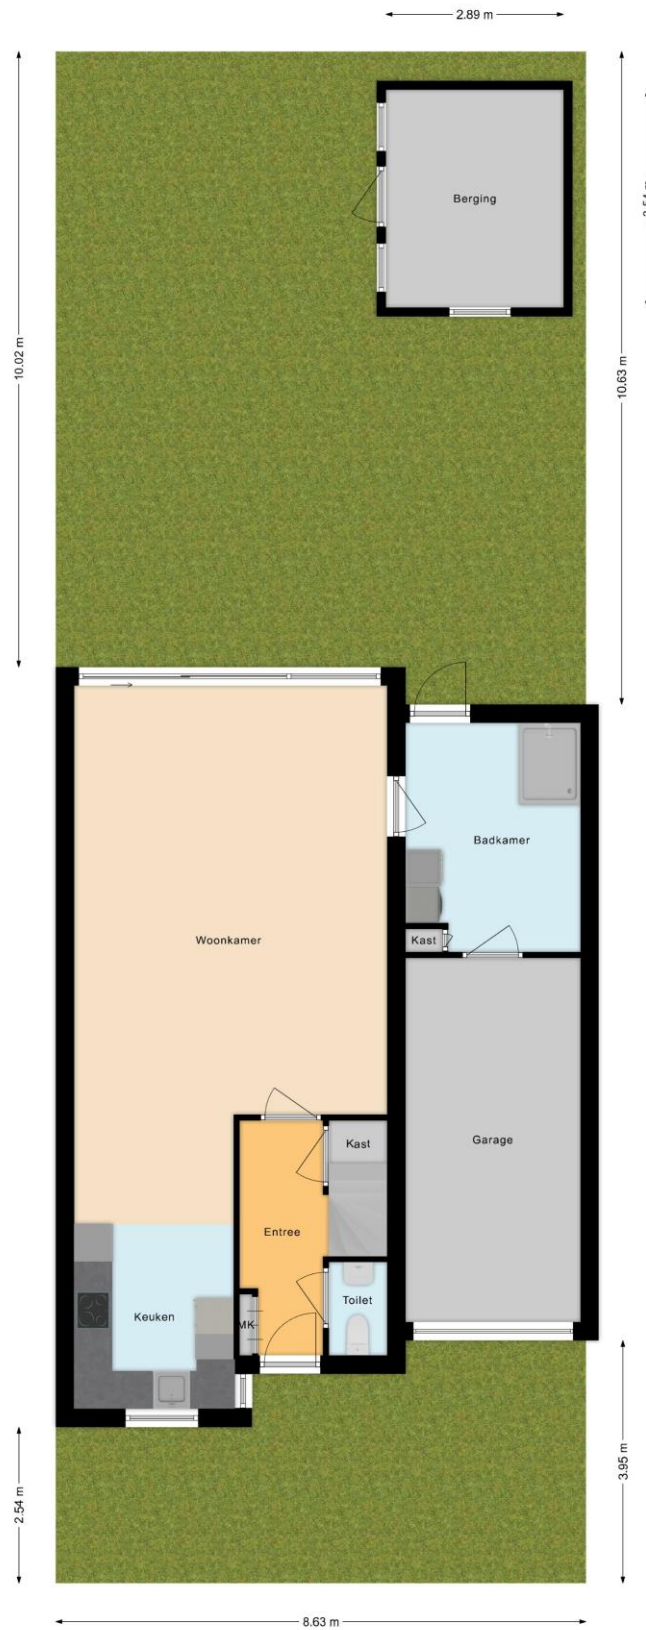 2.89 m
Berging
10.02 m
10.63 m
Badkamer
Woonkamer
Kast
Garage
Kast
Entree
Toilet
Keuken
MK
2.54 m
3.95 m
8.63 m